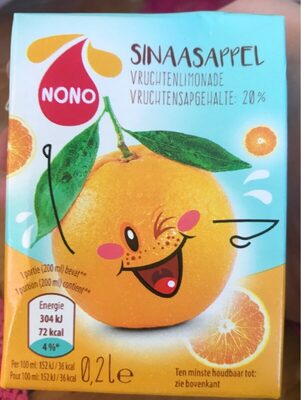 NONO
SINAASAPPEL
VRUCHTENLIMONADE
VRUCHTENSAPGEHALTE: 20%
1 portie (200 ml) bevat**
1 portion (200 ml) contient**
Energie
304 kJ
72 kcal
4%*
Per 100 ml: 152 kJ / 36 kcal
Pour 100 ml: 152 kJ / 36 kcal
0,2 L e
Ten minste houdbaar tot:
zie bovenkant